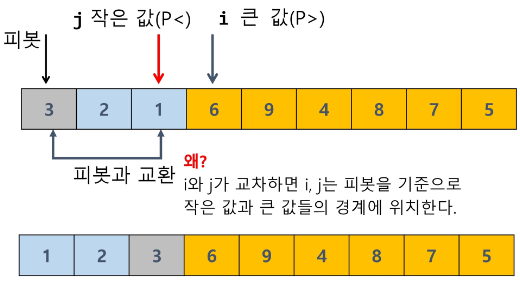 j 작은 값(P<) i 큰 값(P>)
피봇
3 2 1 6 9 4 8 7 5
피봇과 교환
왜?
i와 j가 교차하면 i, j는 피봇을 기준으로
작은 값과 큰 값들의 경계에 위치한다.
1 2 3 6 9 4 8 7 5